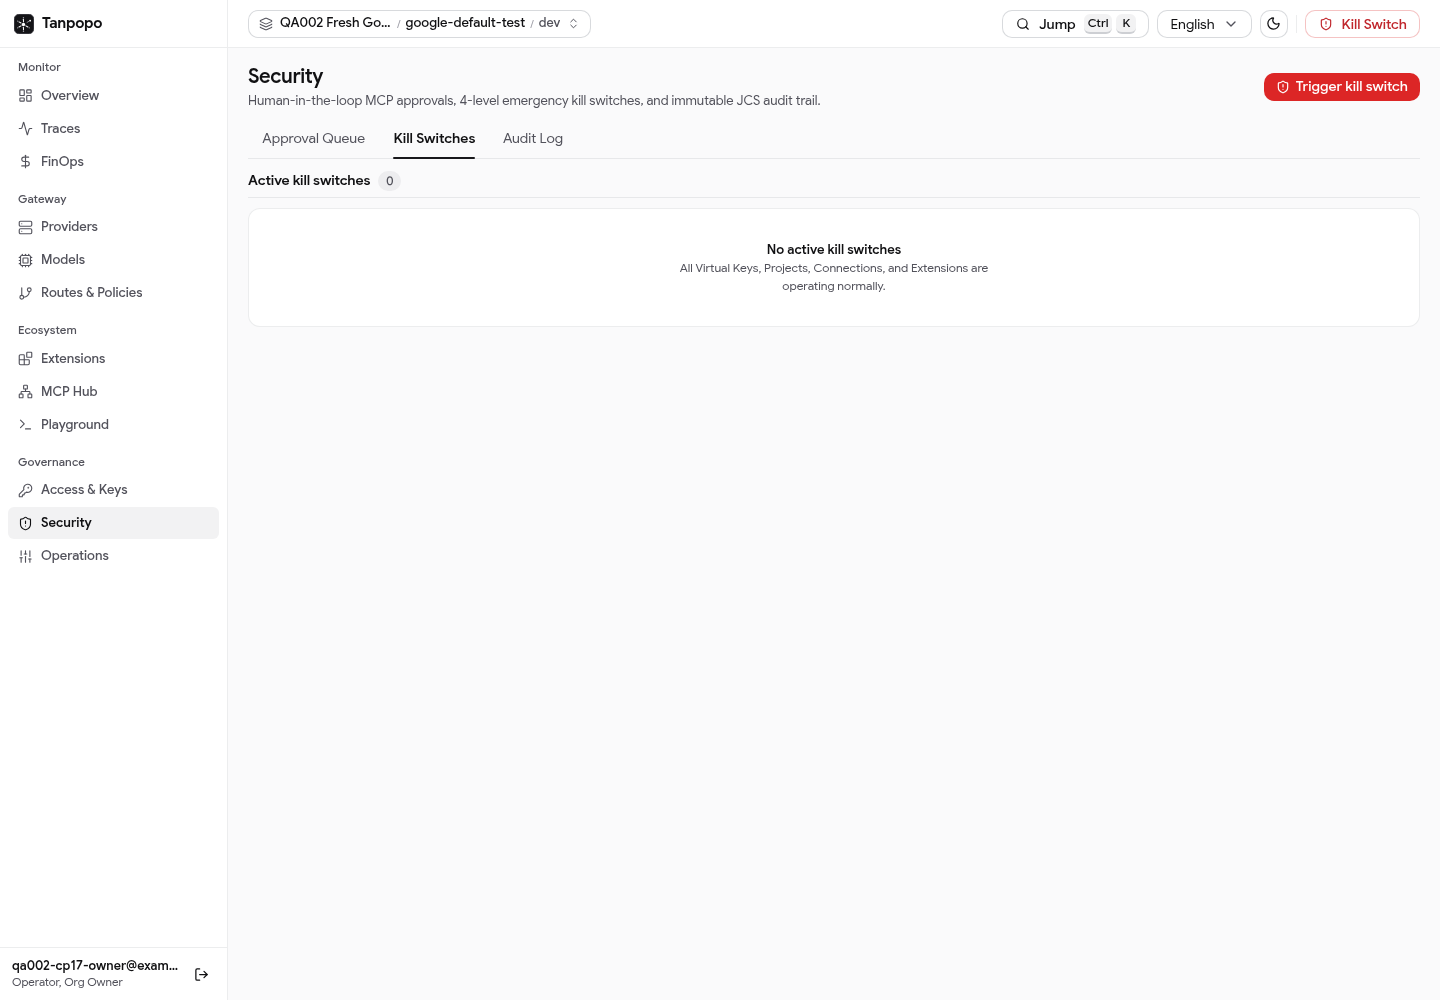 Tanpopo
QA002 Fresh Go... / google-default-test / dev
Jump Ctrl K
English
Kill Switch
Monitor
Overview
Traces
FinOps
Gateway
Providers
Models
Routes & Policies
Ecosystem
Extensions
MCP Hub
Playground
Governance
Access & Keys
Security
Operations
qa002-cp17-owner@exam...
Operator, Org Owner
Security
Human-in-the-loop MCP approvals, 4-level emergency kill switches, and immutable JCS audit trail.
Trigger kill switch
Approval Queue Kill Switches Audit Log
Active kill switches 0
No active kill switches
All Virtual Keys, Projects, Connections, and Extensions are
operating normally.